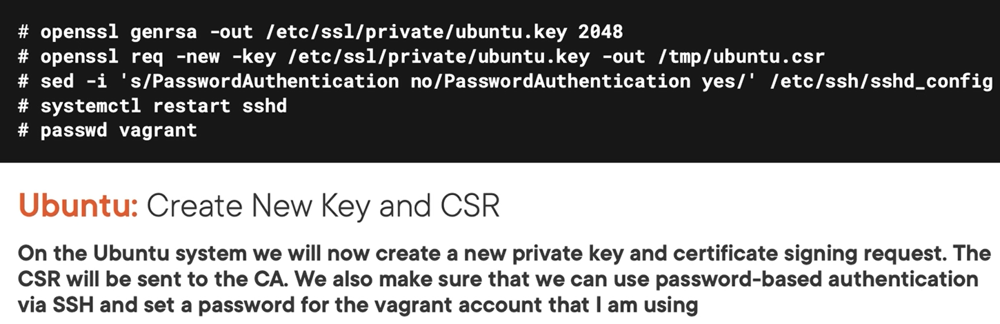 # openssl genrsa -out /etc/ssl/private/ubuntu.key 2048
# openssl req -new -key /etc/ssl/private/ubuntu.key -out /tmp/ubuntu.csr
# sed -i 's/PasswordAuthentication no/PasswordAuthentication yes/' /etc/ssh/sshd_config
# systemctl restart sshd
# passwd vagrant
Ubuntu: Create New Key and CSR
On the Ubuntu system we will now create a new private key and certificate signing request. The
CSR will be sent to the CA. We also make sure that we can use password-based authentication
via SSH and set a password for the vagrant account that I am using